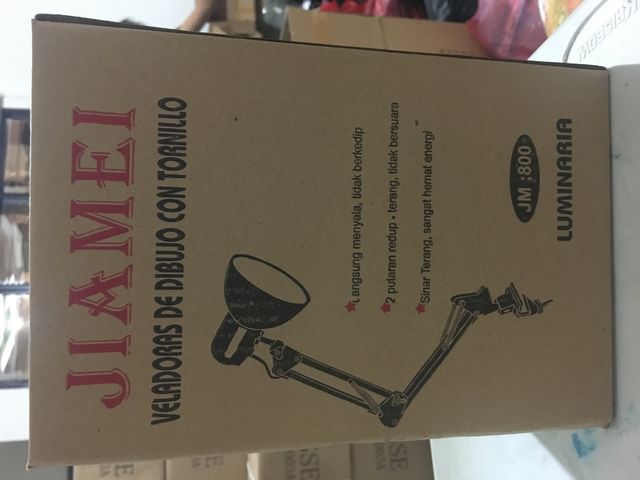 JIAMEI
VELADORAS DE DIBUJO CON TORNILLO
Langsung menyala, tidak berkedip
2 putaran redup - terang, tidak bersuara
Sinar Terang, sangat hemat energi
JM :800
LUMINARIA